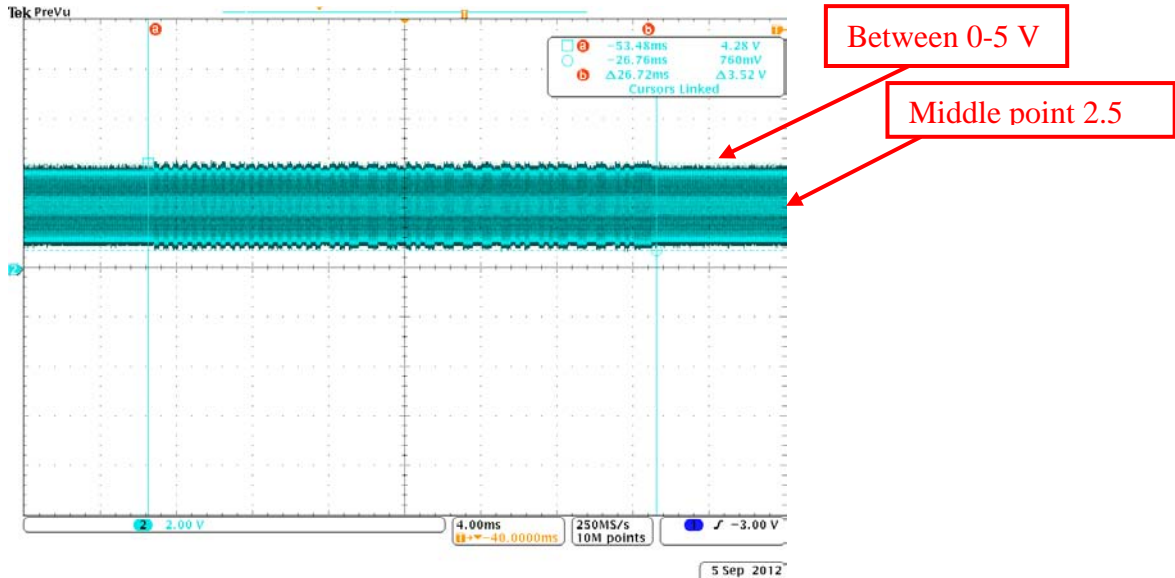 Tek PreVu
a
b
a -53.48ms 4.28 V
-26.76ms 760mV
b Δ26.72ms Δ3.52 V
Cursors Linked
Between 0-5 V
Middle point 2.5
2
2 2.00 V
4.00ms
T→▼-40.0000ms
250MS/s
10M points
1 ʃ -3.00 V
5 Sep 2012